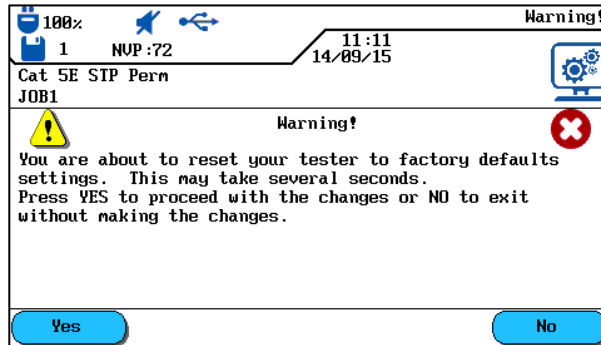 100%
Warning!
1 NVP:72
11:11
14/09/15
Cat 5E STP Perm
JOB1
Warning!
You are about to reset your tester to factory defaults
settings. This may take several seconds.
Press YES to proceed with the changes or NO to exit
without making the changes.
Yes
No